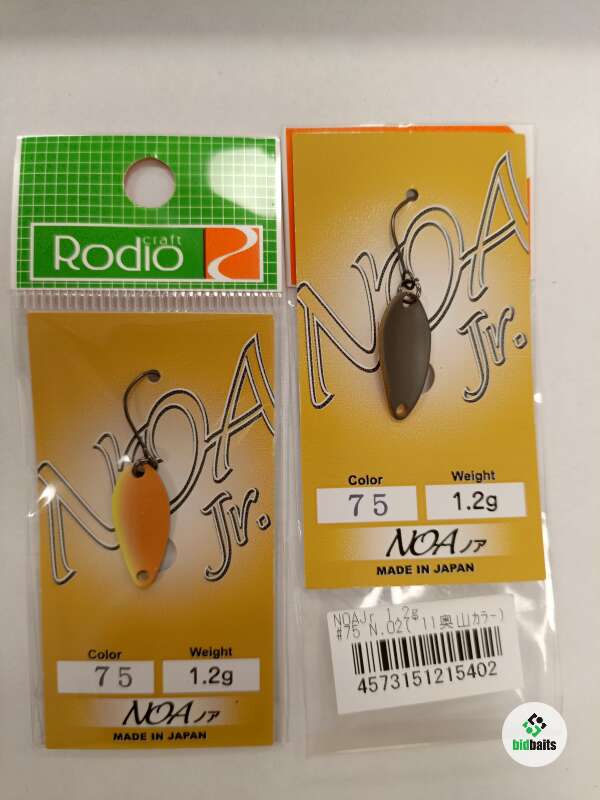 craft
Rodio
NOA
Jr.
Color
Weight
75
1.2g
NOAノア
MADE IN JAPAN
NOA
Jr.
Color
Weight
75
1.2g
NOAノア
MADE IN JAPAN
NOAJr 1.2g
#75 N.02('11奥山カラー)
4573151215402
bidbaits